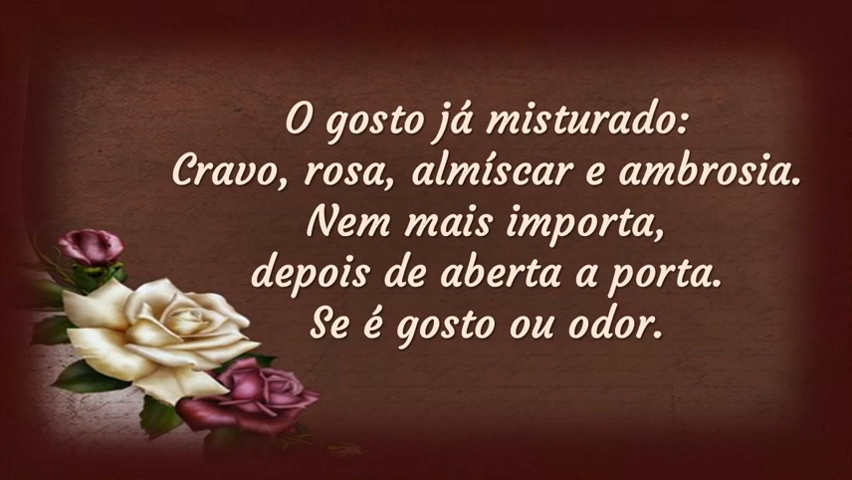 O gosto já misturado:
Cravo, rosa, almíscar e ambrosia.
Nem mais importa,
depois de aberta a porta.
Se é gosto ou odor.